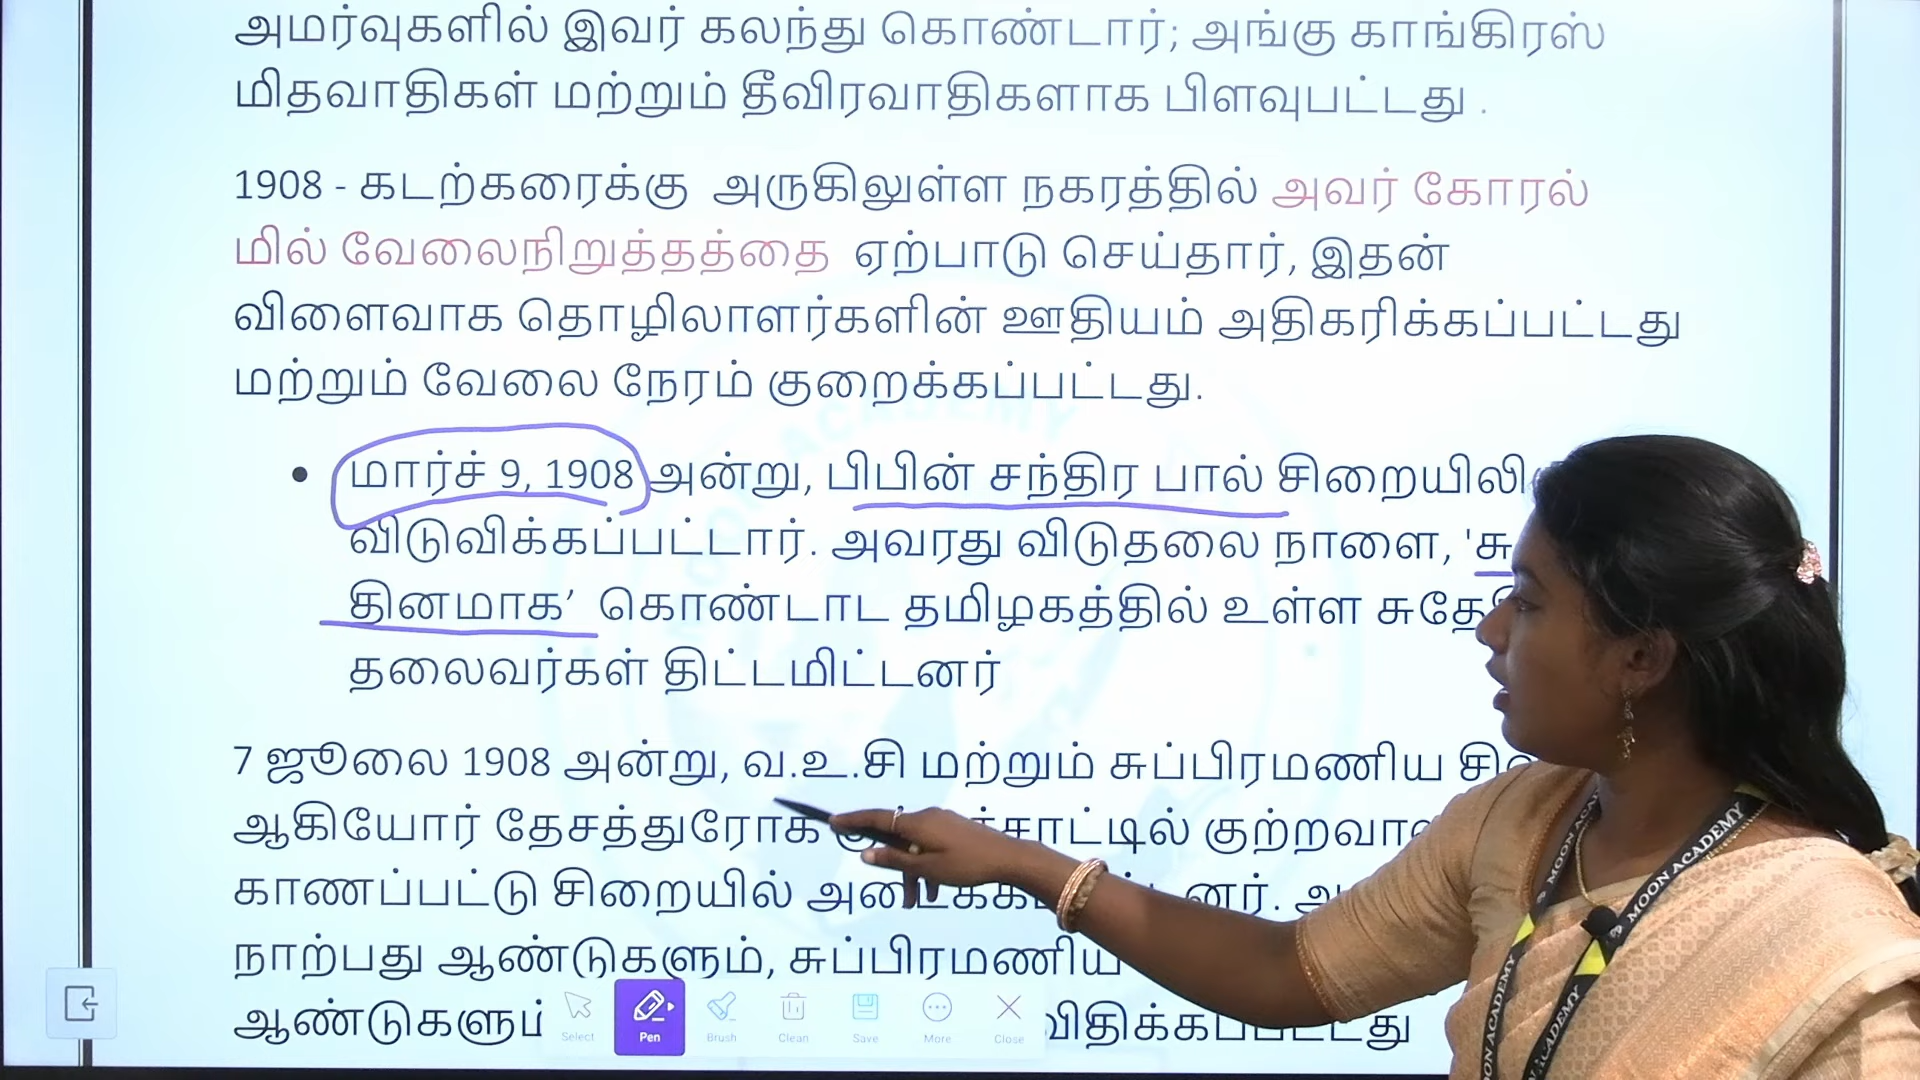 அமர்வுகளில் இவர் கலந்து கொண்டார்; அங்கு காங்கிரஸ்
மிதவாதிகள் மற்றும் தீவிரவாதிகளாக பிளவுபட்டது .
1908 - கடற்கரைக்கு அருகிலுள்ள நகரத்தில் அவர் கோரல்
மில் வேலைநிறுத்தத்தை ஏற்பாடு செய்தார், இதன்
விளைவாக தொழிலாளர்களின் ஊதியம் அதிகரிக்கப்பட்டது
மற்றும் வேலை நேரம் குறைக்கப்பட்டது.
• மார்ச் 9, 1908 அன்று, பிபின் சந்திர பால்
விடுவிக்கப்பட்டார். அவரது விடுதலை நாளை,
தினமாக’ கொண்டாட தமிழகத்தில் உள்ள
தலைவர்கள் திட்டமிட்டனர்
7 ஜூலை 1908 அன்று, வ.உ.சி மற்றும் சுப்பிரமணிய
ஆகியோர் தேசத்துரோக
காணப்பட்டு சிறையில்
நாற்பது ஆண்டுகளும், சுப்பிரமணிய
ஆண்டுகளும் விதிக்கப்பட்டது
Select Pen Brush Clean Save More Close
MOON ACADEMY
MOON ACADEMY